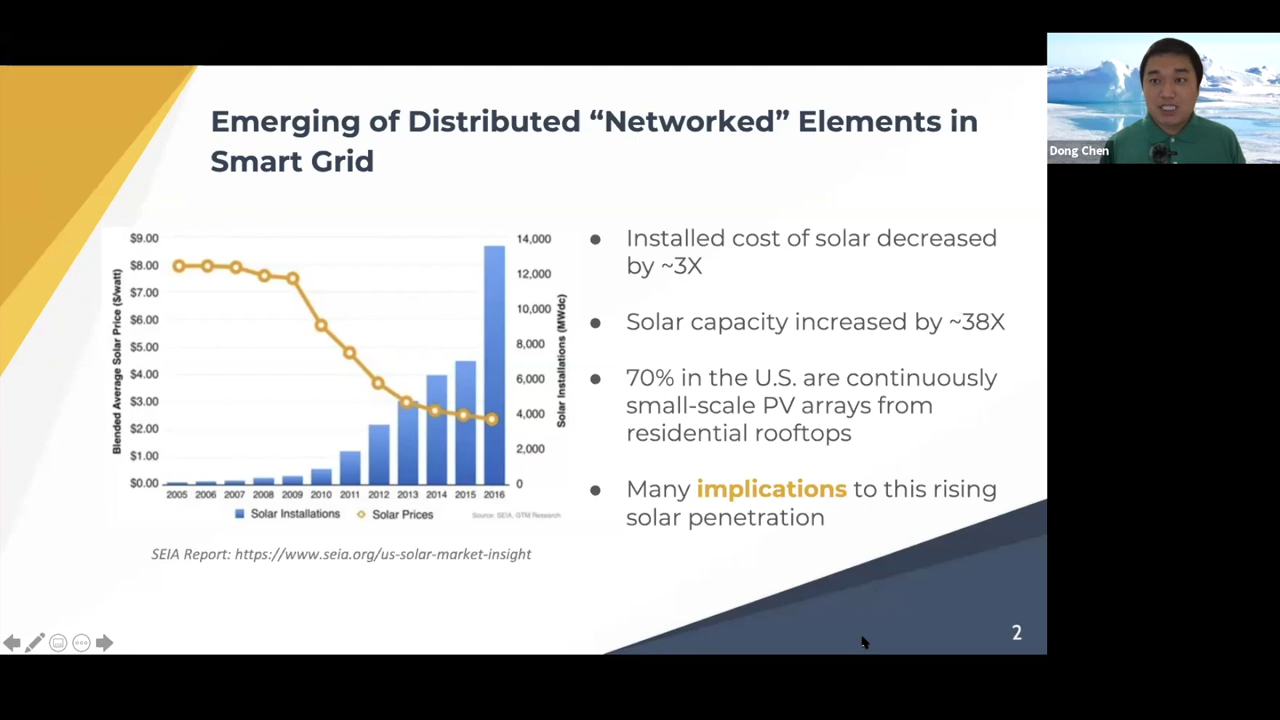 Emerging of Distributed “Networked” Elements in
Smart Grid
Dong Chen
Blended Average Solar Price ($/watt)
$9.00
$8.00
$7.00
$6.00
$5.00
$4.00
$3.00
$2.00
$1.00
$0.00
14,000
12,000
10,000
8,000
6,000
4,000
2,000
0
Solar Installations (MWdc)
2005 2006 2007 2008 2009 2010 2011 2012 2013 2014 2015 2016
Solar Installations Solar Prices Source: SEIA, GTM Research
SEIA Report: https://www.seia.org/us-solar-market-insight
● Installed cost of solar decreased
by ~3X
● Solar capacity increased by ~38X
● 70% in the U.S. are continuously
small-scale PV arrays from
residential rooftops
● Many implications to this rising
solar penetration
2